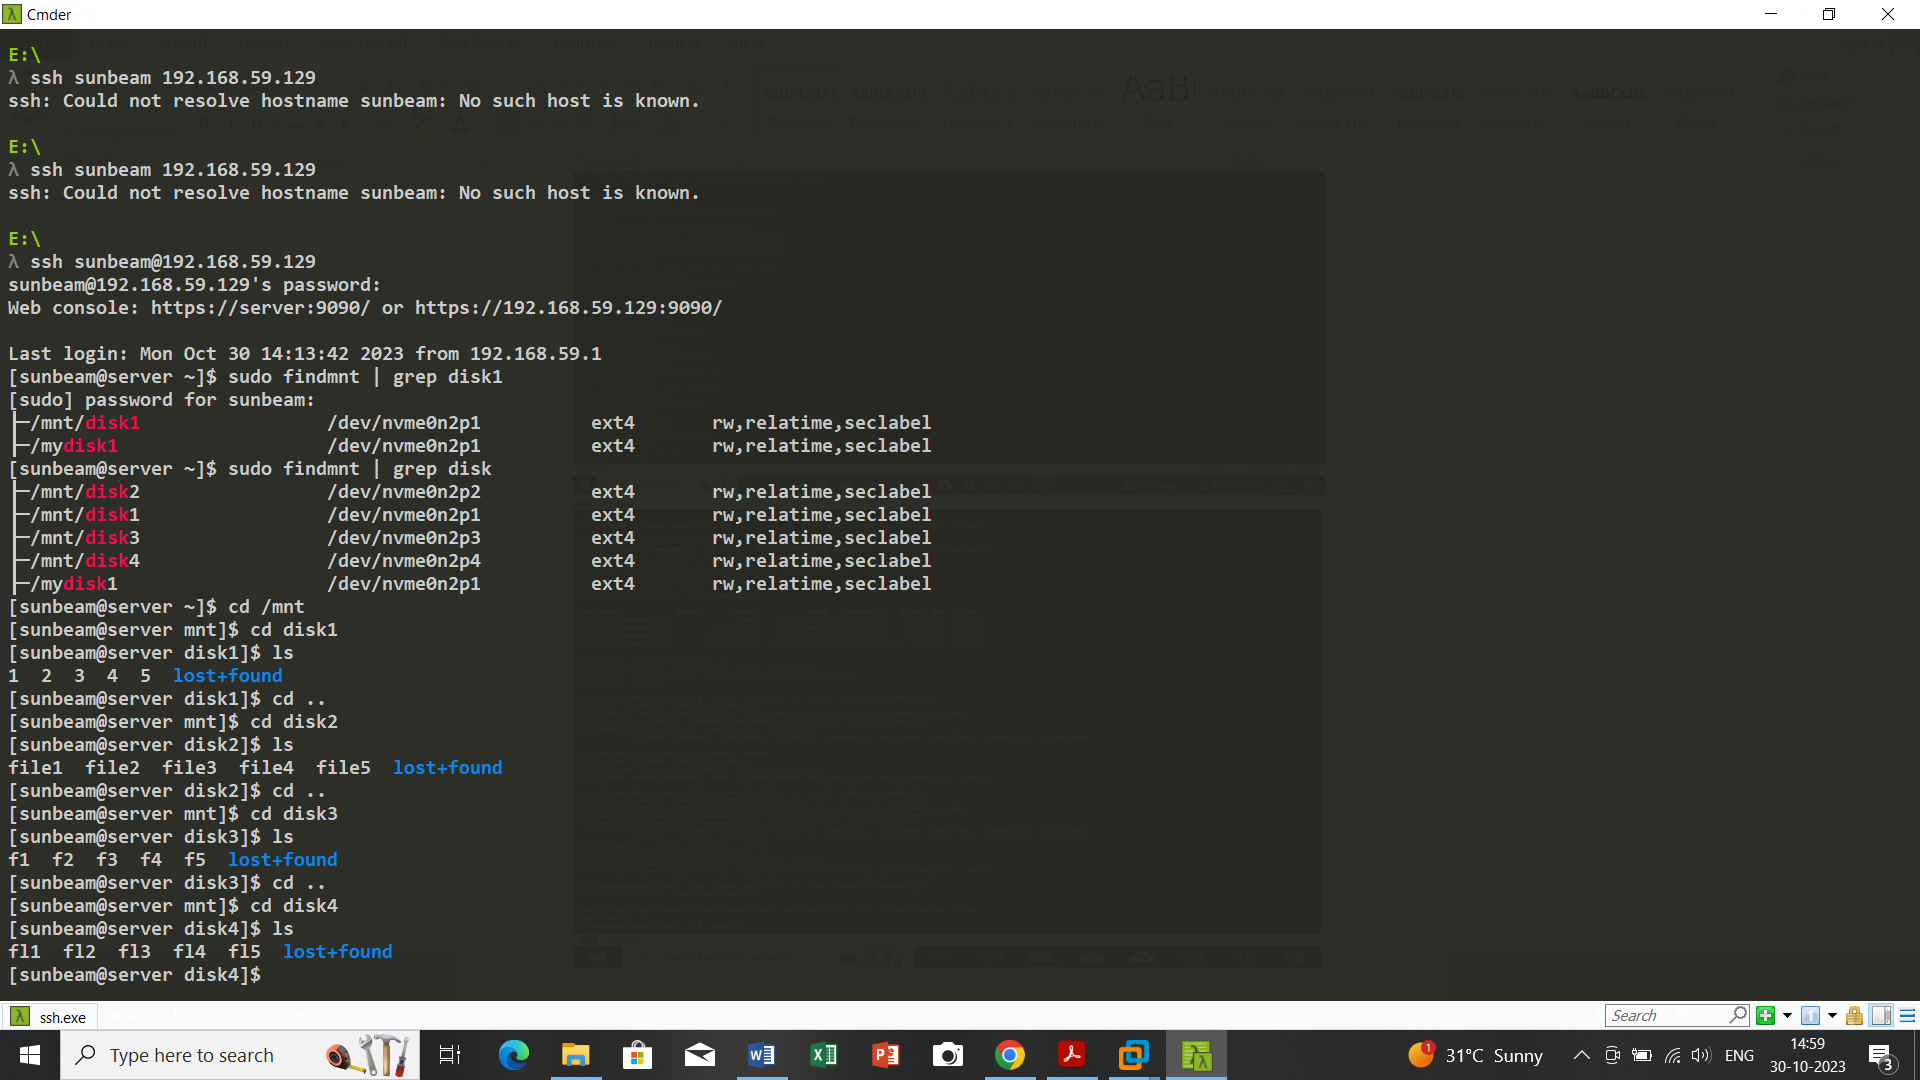 Cmder
E:\
λ ssh sunbeam 192.168.59.129
ssh: Could not resolve hostname sunbeam: No such host is known.
E:\
λ ssh sunbeam 192.168.59.129
ssh: Could not resolve hostname sunbeam: No such host is known.
E:\
λ ssh sunbeam@192.168.59.129
sunbeam@192.168.59.129's password:
Web console: https://server:9090/ or https://192.168.59.129:9090/
Last login: Mon Oct 30 14:13:42 2023 from 192.168.59.1
[sunbeam@server ~]$ sudo findmnt | grep disk1
[sudo] password for sunbeam:
├─/mnt/disk1 /dev/nvme0n2p1 ext4 rw,relatime,seclabel
├─/mydisk1 /dev/nvme0n2p1 ext4 rw,relatime,seclabel
[sunbeam@server ~]$ sudo findmnt | grep disk
├─/mnt/disk2 /dev/nvme0n2p2 ext4 rw,relatime,seclabel
├─/mnt/disk1 /dev/nvme0n2p1 ext4 rw,relatime,seclabel
├─/mnt/disk3 /dev/nvme0n2p3 ext4 rw,relatime,seclabel
├─/mnt/disk4 /dev/nvme0n2p4 ext4 rw,relatime,seclabel
├─/mydisk1 /dev/nvme0n2p1 ext4 rw,relatime,seclabel
[sunbeam@server ~]$ cd /mnt
[sunbeam@server mnt]$ cd disk1
[sunbeam@server disk1]$ ls
1 2 3 4 5 lost+found
[sunbeam@server disk1]$ cd ..
[sunbeam@server mnt]$ cd disk2
[sunbeam@server disk2]$ ls
file1 file2 file3 file4 file5 lost+found
[sunbeam@server disk2]$ cd ..
[sunbeam@server mnt]$ cd disk3
[sunbeam@server disk3]$ ls
f1 f2 f3 f4 f5 lost+found
[sunbeam@server disk3]$ cd ..
[sunbeam@server mnt]$ cd disk4
[sunbeam@server disk4]$ ls
fl1 fl2 fl3 fl4 fl5 lost+found
[sunbeam@server disk4]$
ssh.exe
Search
Type here to search
31°C Sunny
ENG
14:59
30-10-2023
3